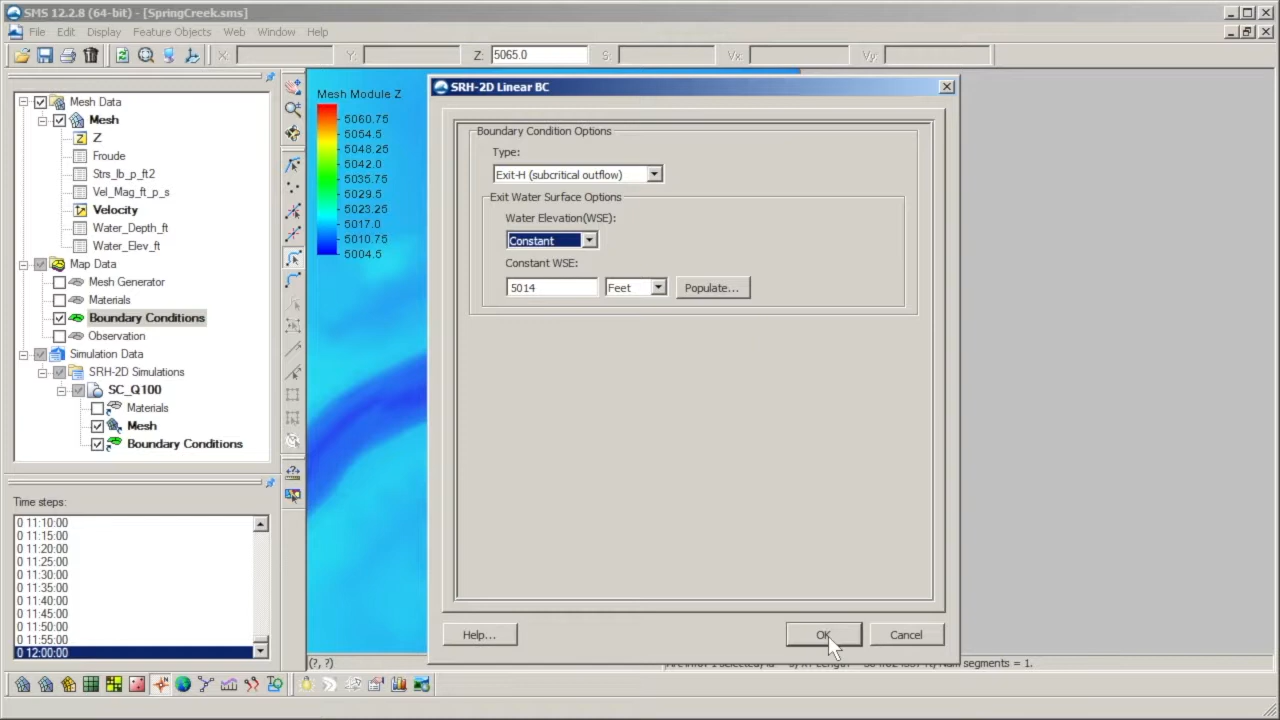 SMS 12.2.8 (64-bit) - [SpringCreek.sms]
File Edit Display Feature Objects Web Window Help
X: Y: Z: 5065.0 S: Vx: Vy:
Mesh Data
Mesh
Z
Froude
Strs_lb_p_ft2
Vel_Mag_ft_p_s
Velocity
Water_Depth_ft
Water_Elev_ft
Map Data
Mesh Generator
Materials
Boundary Conditions
Observation
Simulation Data
SRH-2D Simulations
SC_Q100
Materials
Mesh
Boundary Conditions
Time steps:
0 11:10:00
0 11:15:00
0 11:20:00
0 11:25:00
0 11:30:00
0 11:35:00
0 11:40:00
0 11:45:00
0 11:50:00
0 11:55:00
0 12:00:00
Mesh Module Z
5060.75
5054.5
5048.25
5042.0
5035.75
5029.5
5023.25
5017.0
5010.75
5004.5
SRH-2D Linear BC
Boundary Condition Options
Type:
Exit-H (subcritical outflow)
Exit Water Surface Options
Water Elevation(WSE):
Constant
Constant WSE:
5014 Feet Populate...
Help... OK Cancel
(?, ?)
segments = 1.